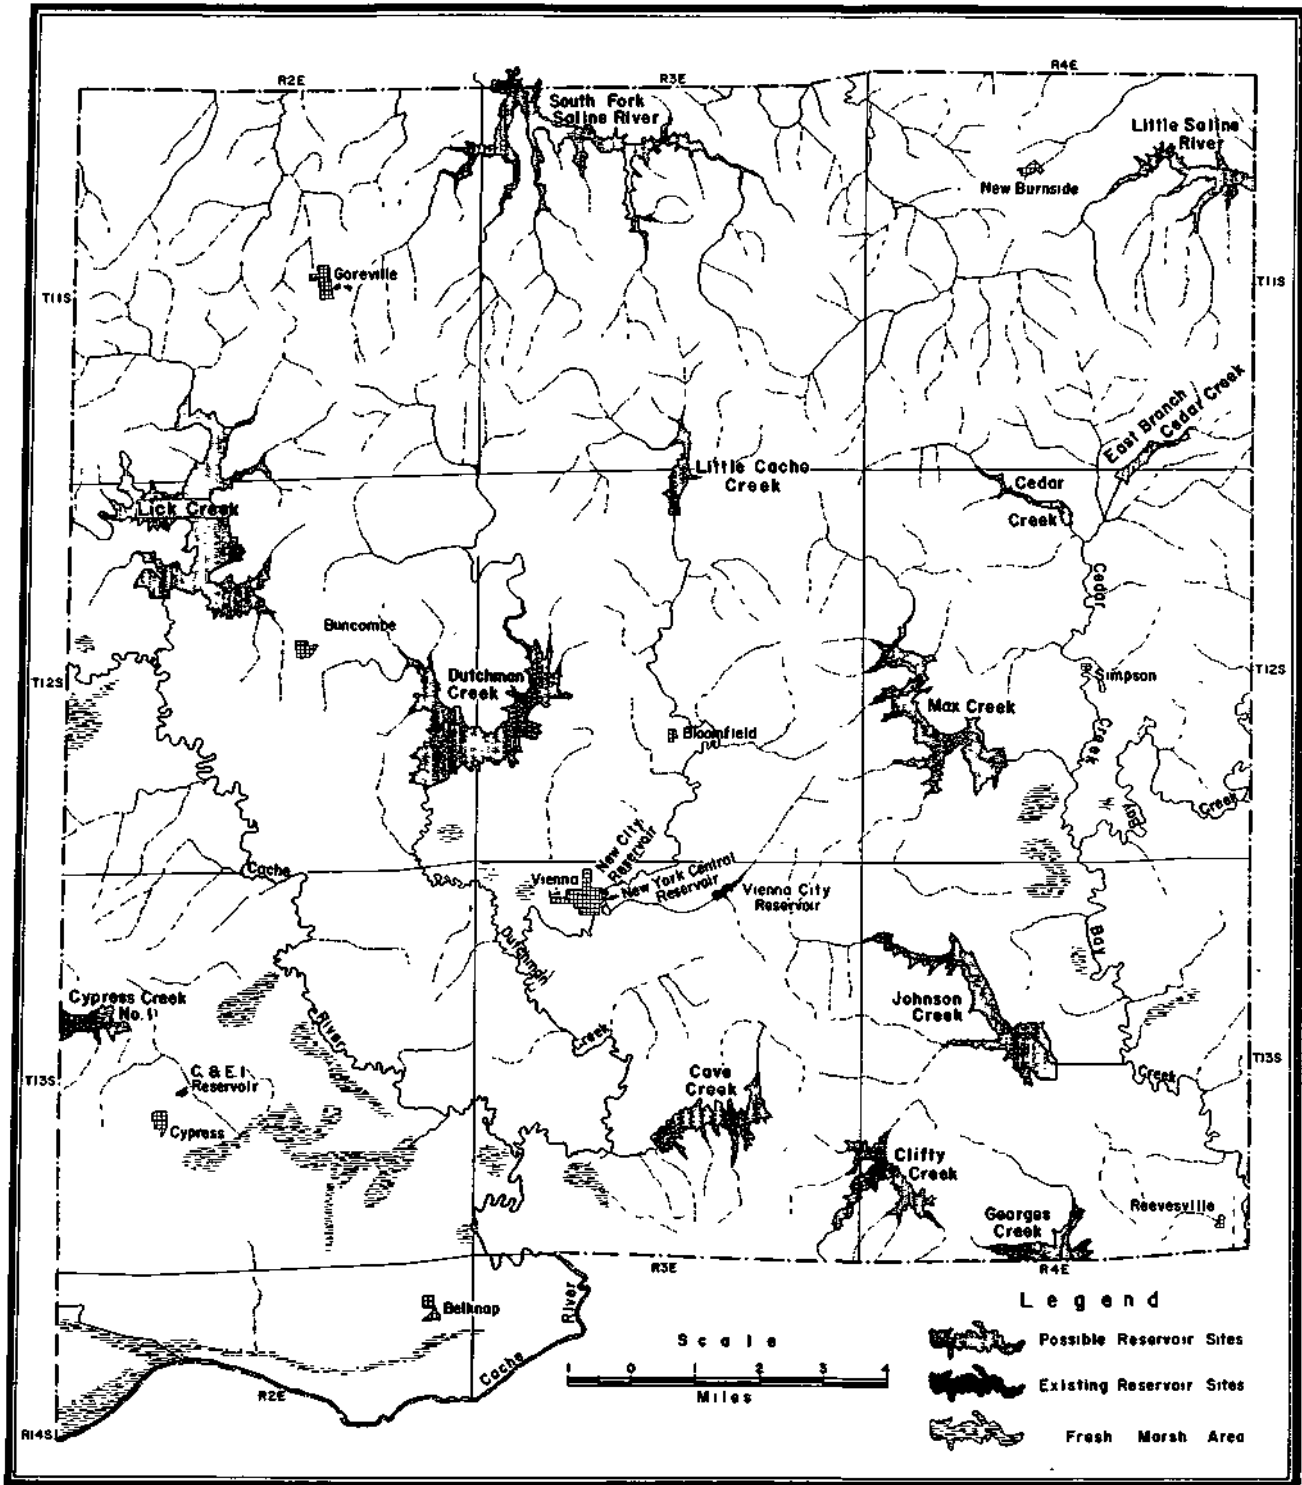 R2E
R3E
R4E
South Fork
Saline River
Little Saline
River
New Burnside
Goreville
T11S
T11S
East Branch
Cedar Creek
Little Cache
Creek
Cedar
Creek
Lick Creek
Cedar
Buncombe
T12S
Dutchman
Creek
Simpson
T12S
Max Creek
Creek
Bloomfield
Big
Creek
Cache
New City
Reservoir
New York Central
Reservoir
Vienna
Vienna City
Reservoir
Dutchman
Bay
Cypress Creek
No. 1
River
Johnson
Creek
Creek
T13S
C. & E. I
Reservoir
Cave
Creek
Creek
T13S
Cypress
Clifty
Creek
Georges
Creek
Reevesville
R3E
R4E
Belknap
River
Cache
R2E
R14S
Scale
0 2 3 4
Miles
Legend
Possible Reservoir Sites
Existing Reservoir Sites
Fresh Marsh Area